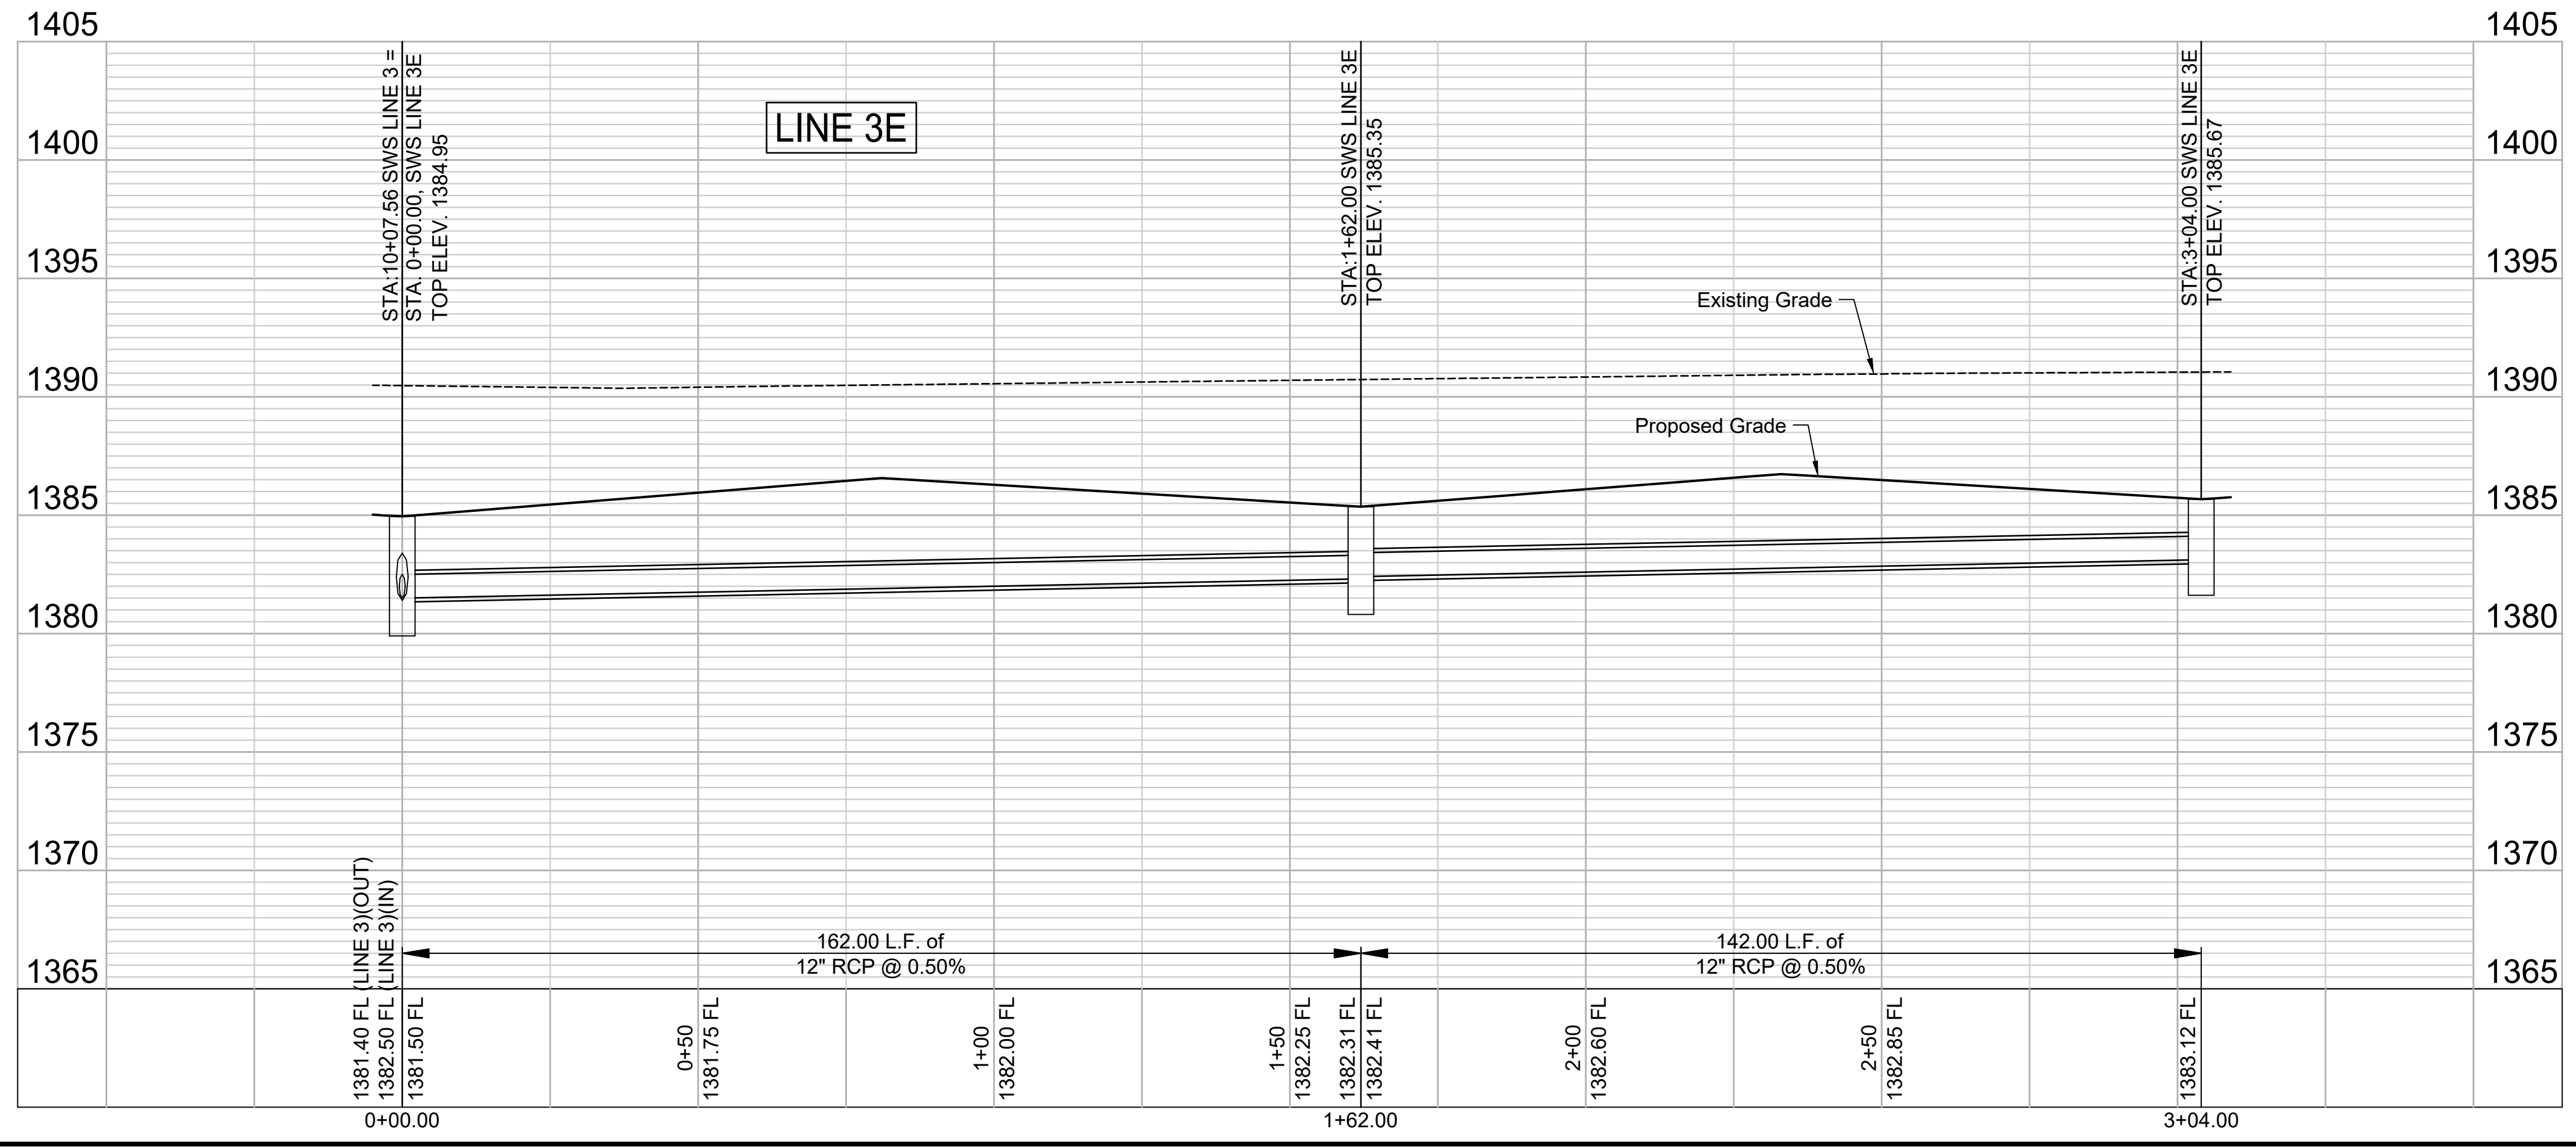 1405
1405
STA:10+07.56 SWS LINE 3 =
STA. 0+00.00, SWS LINE 3E
TOP ELEV. 1384.95
LINE 3E
STA:1+62.00 SWS LINE 3E
TOP ELEV. 1385.35
STA:3+04.00 SWS LINE 3E
TOP ELEV. 1385.67
1400
1400
1395
1395
Existing Grade
1390
1390
Proposed Grade
1385
1385
1380
1380
1375
1375
1370
1370
1365
1365
162.00 L.F. of
12" RCP @ 0.50%
142.00 L.F. of
12" RCP @ 0.50%
1381.40 FL (LINE 3)(OUT)
1382.50 FL (LINE 3)(IN)
1381.50 FL
0+50
1381.75 FL
1+00
1382.00 FL
1+50
1382.25 FL
1382.31 FL
1382.41 FL
2+00
1382.60 FL
2+50
1382.85 FL
1383.12 FL
0+00.00
1+62.00
3+04.00